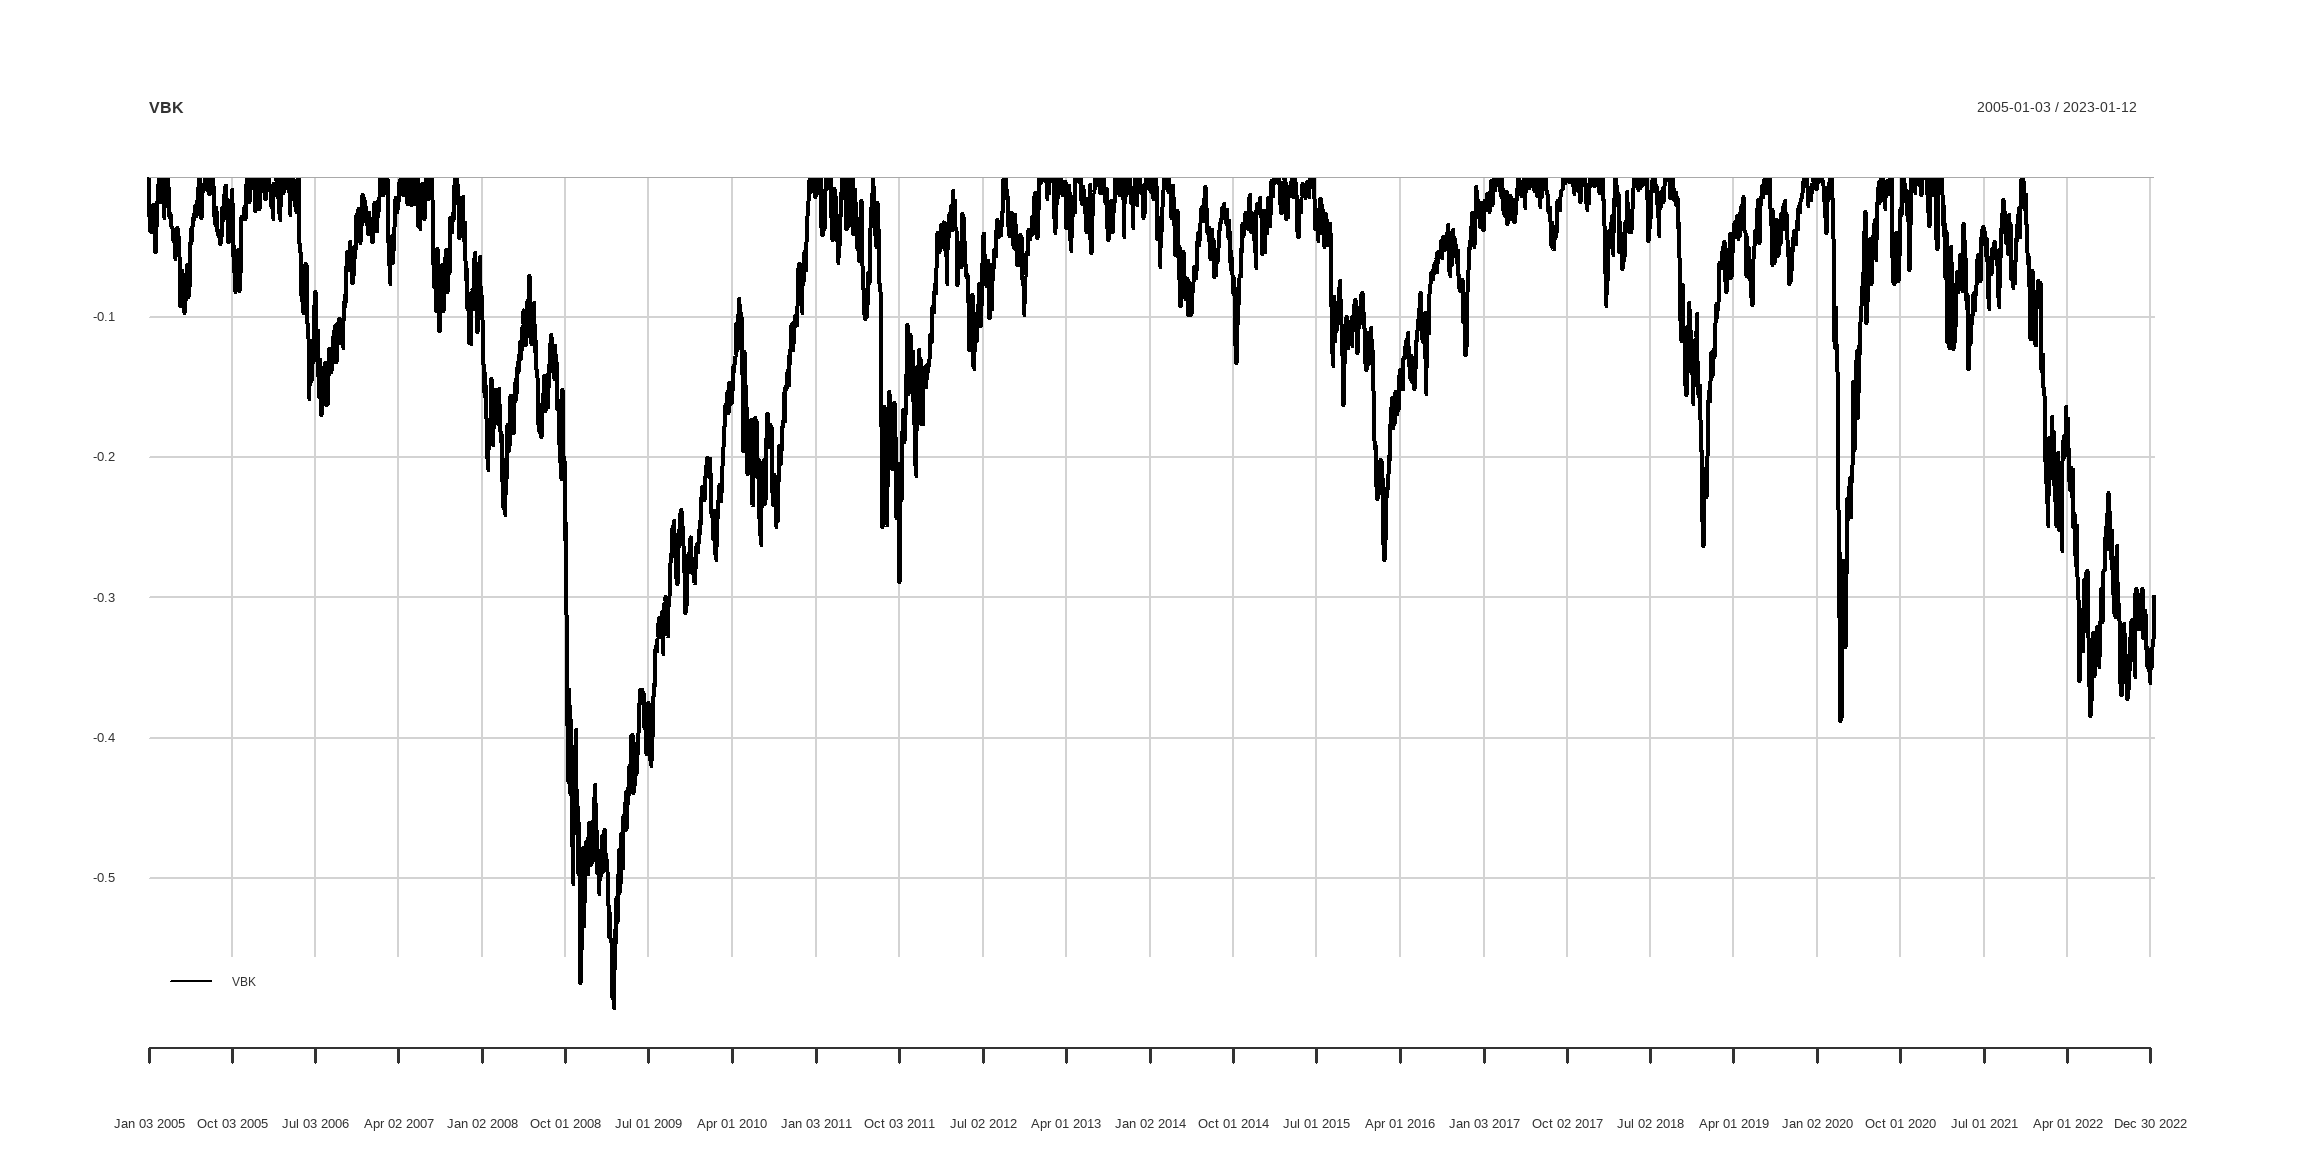 VBK
2005-01-03 / 2023-01-12
-0.1
-0.2
-0.3
-0.4
-0.5
VBK
Jan 03 2005 Oct 03 2005 Jul 03 2006 Apr 02 2007 Jan 02 2008 Oct 01 2008 Jul 01 2009 Apr 01 2010 Jan 03 2011 Oct 03 2011 Jul 02 2012 Apr 01 2013 Jan 02 2014 Oct 01 2014 Jul 01 2015 Apr 01 2016 Jan 03 2017 Oct 02 2017 Jul 02 2018 Apr 01 2019 Jan 02 2020 Oct 01 2020 Jul 01 2021 Apr 01 2022 Dec 30 2022